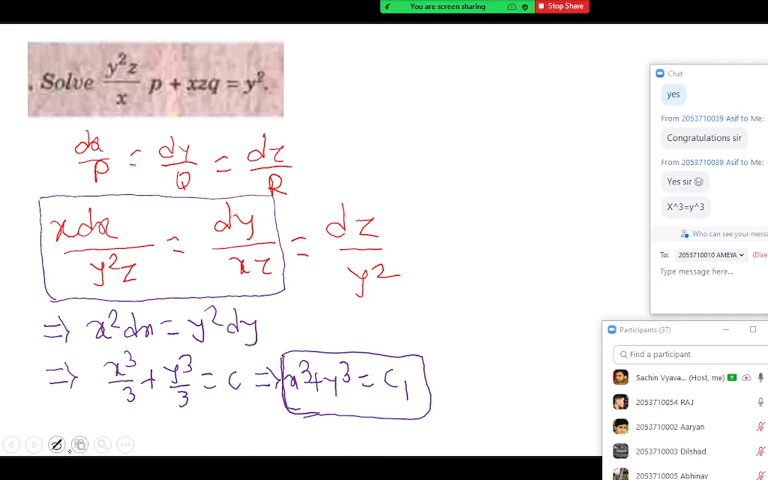 You are screen sharing
Stop Share
. Solve y²z/x p + xzq = y².
dx/P = dy/Q = dz/R
xdx/y²z = dy/xz = dz/y²
⇒ x²dx = y²dy
⇒ x³/3 + y³/3 = c ⇒ x³+y³ = C₁
Chat
yes
From 2053710039 Asif to Me:
Congratulations sir
From 2053710039 Asif to Me:
Yes sir
X^3=y^3
Who can see your messa
To: 2053710010 AMEYA (Dire
Type message here...
Participants (37)
Find a participant
Sachin Vyava... (Host, me)
2053710054 RAJ
2053710002 Aaryan
2053710003 Dilshad
2053710005 Abhinav